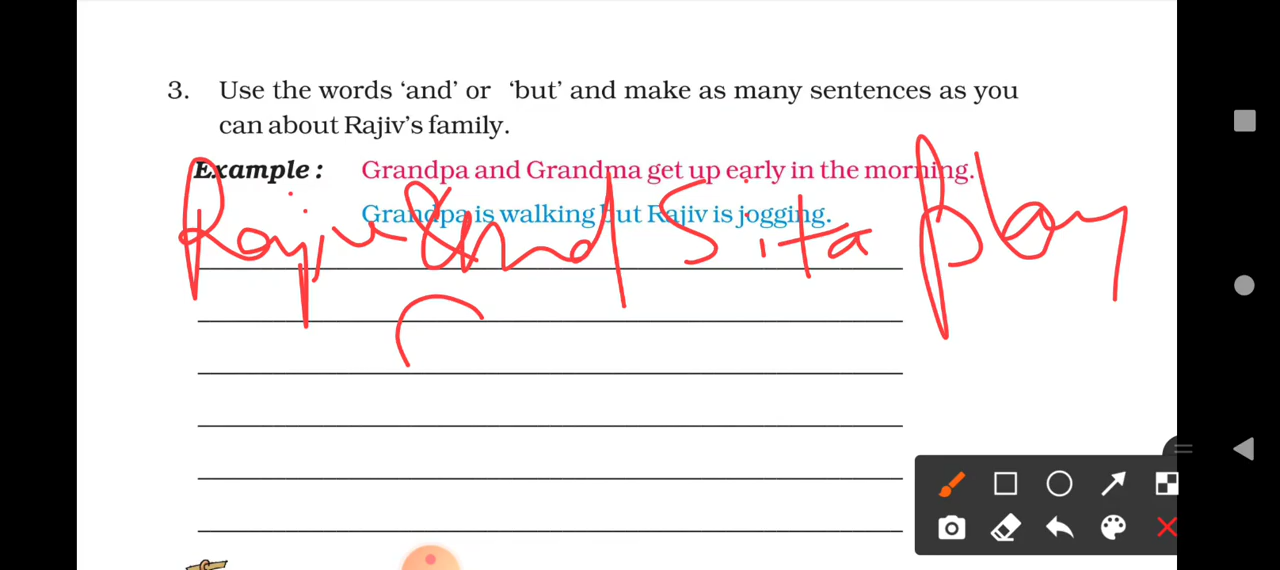 3. Use the words ‘and’ or ‘but’ and make as many sentences as you
can about Rajiv’s family.
Example: Grandpa and Grandma get up early in the morning.
Grandpa is walking but Rajiv is jogging.
Rajiv and Sita play